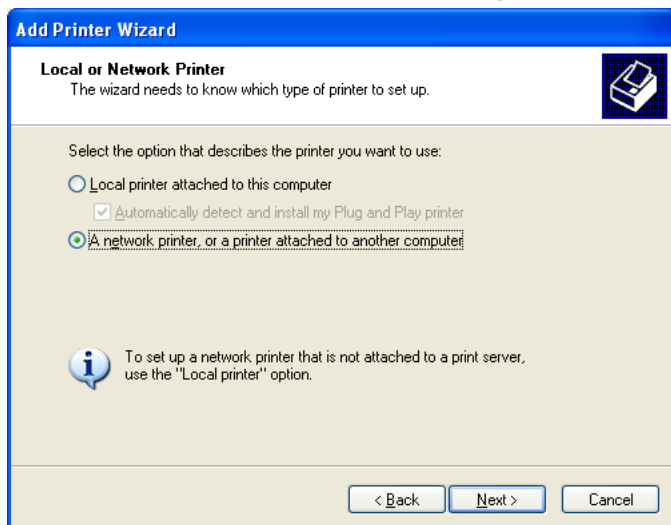 Add Printer Wizard
Local or Network Printer
The wizard needs to know which type of printer to set up.
Select the option that describes the printer you want to use:
Local printer attached to this computer
Automatically detect and install my Plug and Play printer
A network printer, or a printer attached to another computer
To set up a network printer that is not attached to a print server,
use the "Local printer" option.
< Back Next > Cancel